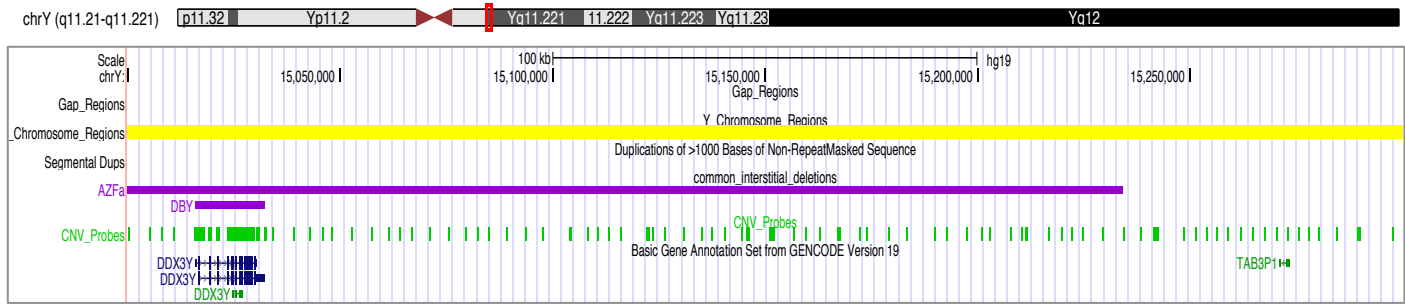 chrY (q11.21-q11.221) p11.32 Yp11.2 Yq11.221 11.222 Yq11.223 Yq11.23 Yq12
Scale 100 kb hg19
chrY: 15,050,000 15,100,000 15,150,000 15,200,000 15,250,000
Gap_Regions
Gap_Regions
Y_Chromosome_Regions
_Chromosome_Regions
Duplications of >1000 Bases of Non-RepeatMasked Sequence
Segmental Dups
common_interstitial_deletions
AZFa
DBY
CNV_Probes
CNV_Probes
Basic Gene Annotation Set from GENCODE Version 19
DDX3Y TAB3P1
DDX3Y
DDX3Y